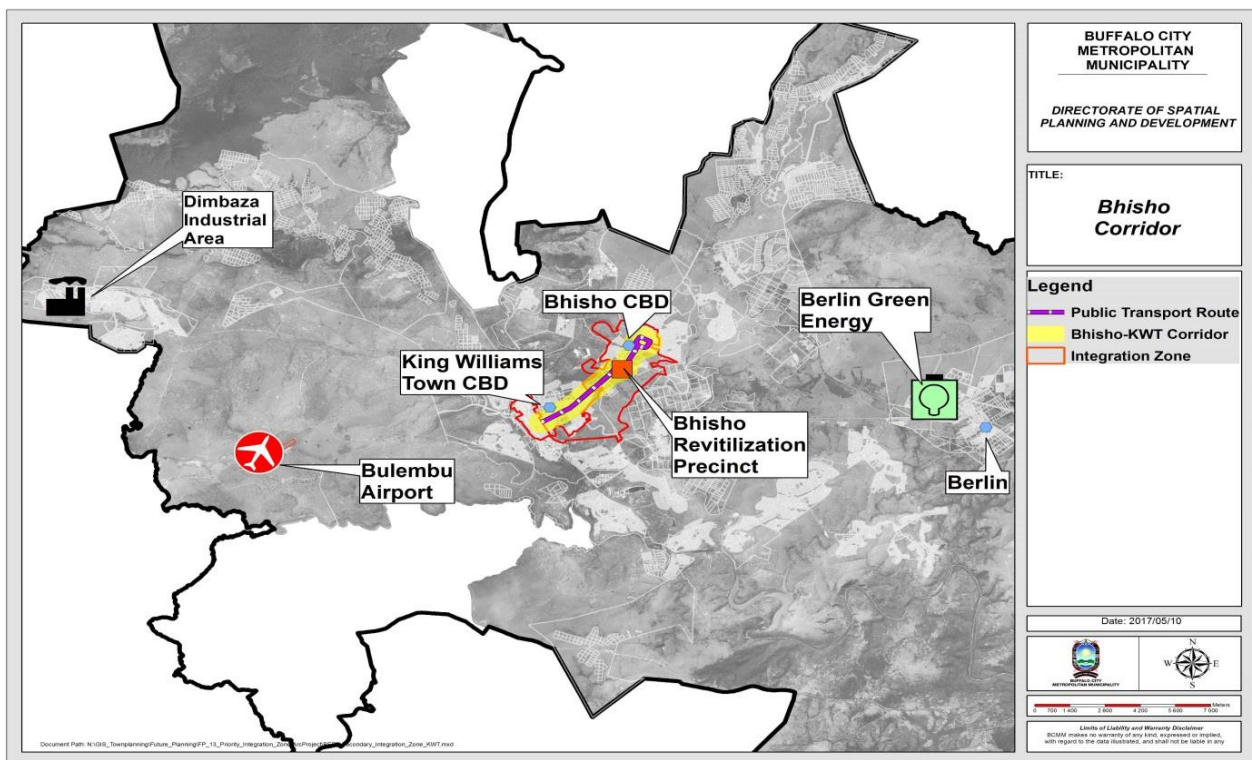 BUFFALO CITY
METROPOLITAN
MUNICIPALITY
DIRECTORATE OF SPATIAL
PLANNING AND DEVELOPMENT
TITLE:
Bhisho
Corridor
Legend
Public Transport Route
Bhisho-KWT Corridor
Integration Zone
Dimbaza
Industrial
Area
Bhisho CBD
Berlin Green
Energy
King Williams
Town CBD
Bhisho
Revitilization
Precinct
Bulembu
Airport
Berlin
Date: 2017/05/10
BUFFALO CITY
METROPOLITAN MUNICIPALITY
N
W E
S
Meters
0 700 1 400 2 800 4 200 5 600 7 000
Limits of Liability and Warranty Disclaimer
BCMM makes no warranty of any kind, expressed or implied,
with regard to the data illustrated, and shall not be liable in any